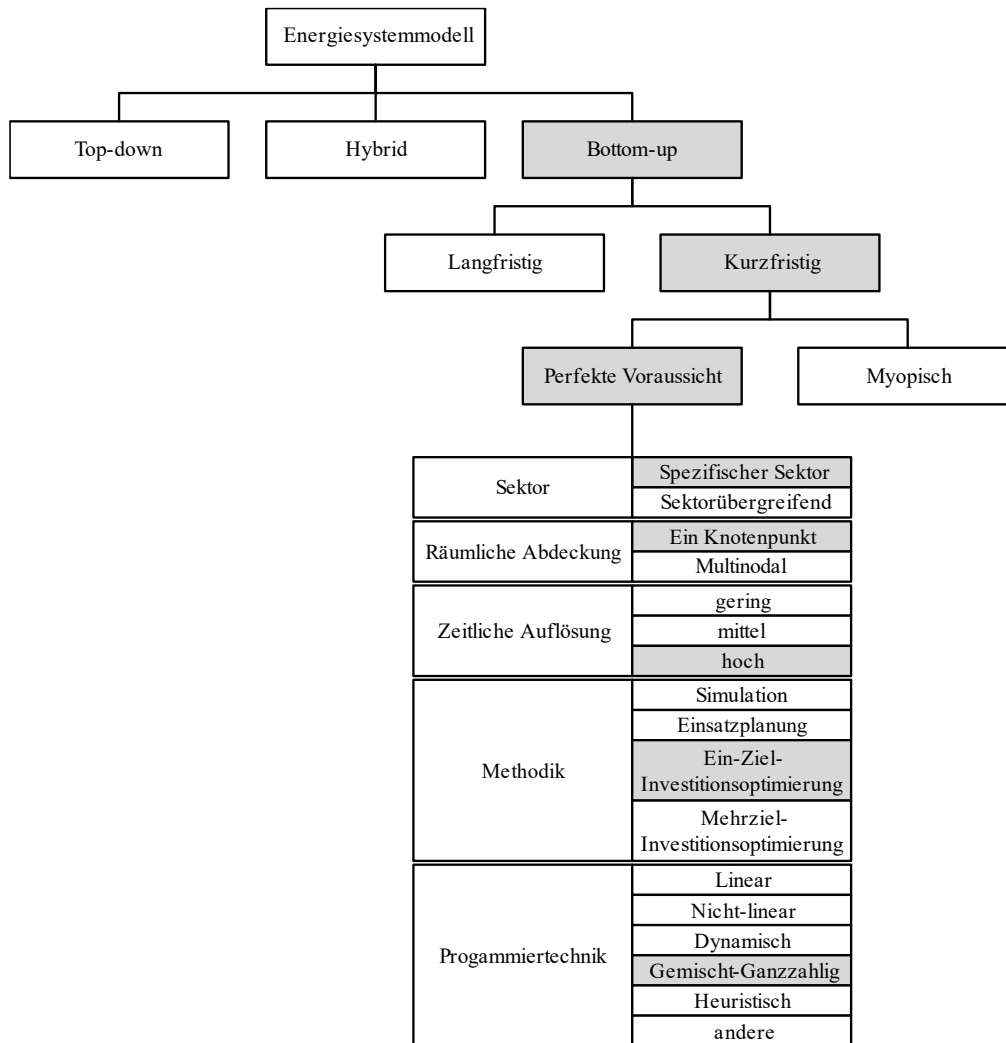 Energiesystemmodell
Top-down
Hybrid
Bottom-up
Langfristig
Kurzfristig
Perfekte Voraussicht
Myopisch
Sektor
Spezifischer Sektor
Sektorübergreifend
Räumliche Abdeckung
Ein Knotenpunkt
Multinodal
Zeitliche Auflösung
gering
mittel
hoch
Methodik
Simulation
Einsatzplanung
Ein-Ziel-
Investitionsoptimierung
Mehrziel-
Investitionsoptimierung
Progammiertechnik
Linear
Nicht-linear
Dynamisch
Gemischt-Ganzzahlig
Heuristisch
andere